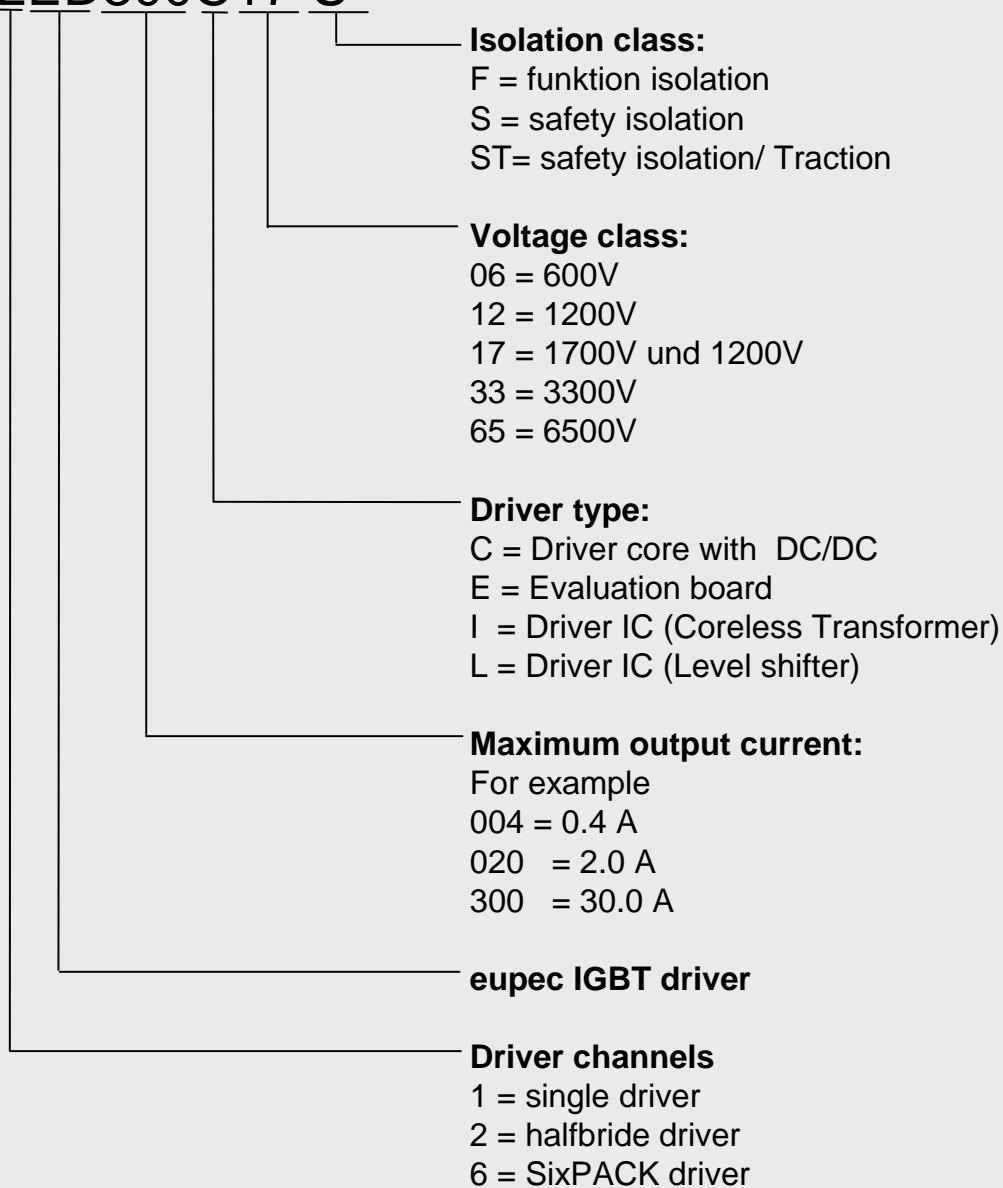 Isolation class:
F = funktion isolation
S = safety isolation
ST= safety isolation/ Traction
Voltage class:
06 = 600V
12 = 1200V
17 = 1700V und 1200V
33 = 3300V
65 = 6500V
Driver type:
C = Driver core with DC/DC
E = Evaluation board
I = Driver IC (Coreless Transformer)
L = Driver IC (Level shifter)
Maximum output current:
For example
004 = 0.4 A
020 = 2.0 A
300 = 30.0 A
eupec IGBT driver
Driver channels
1 = single driver
2 = halfbride driver
6 = SixPACK driver